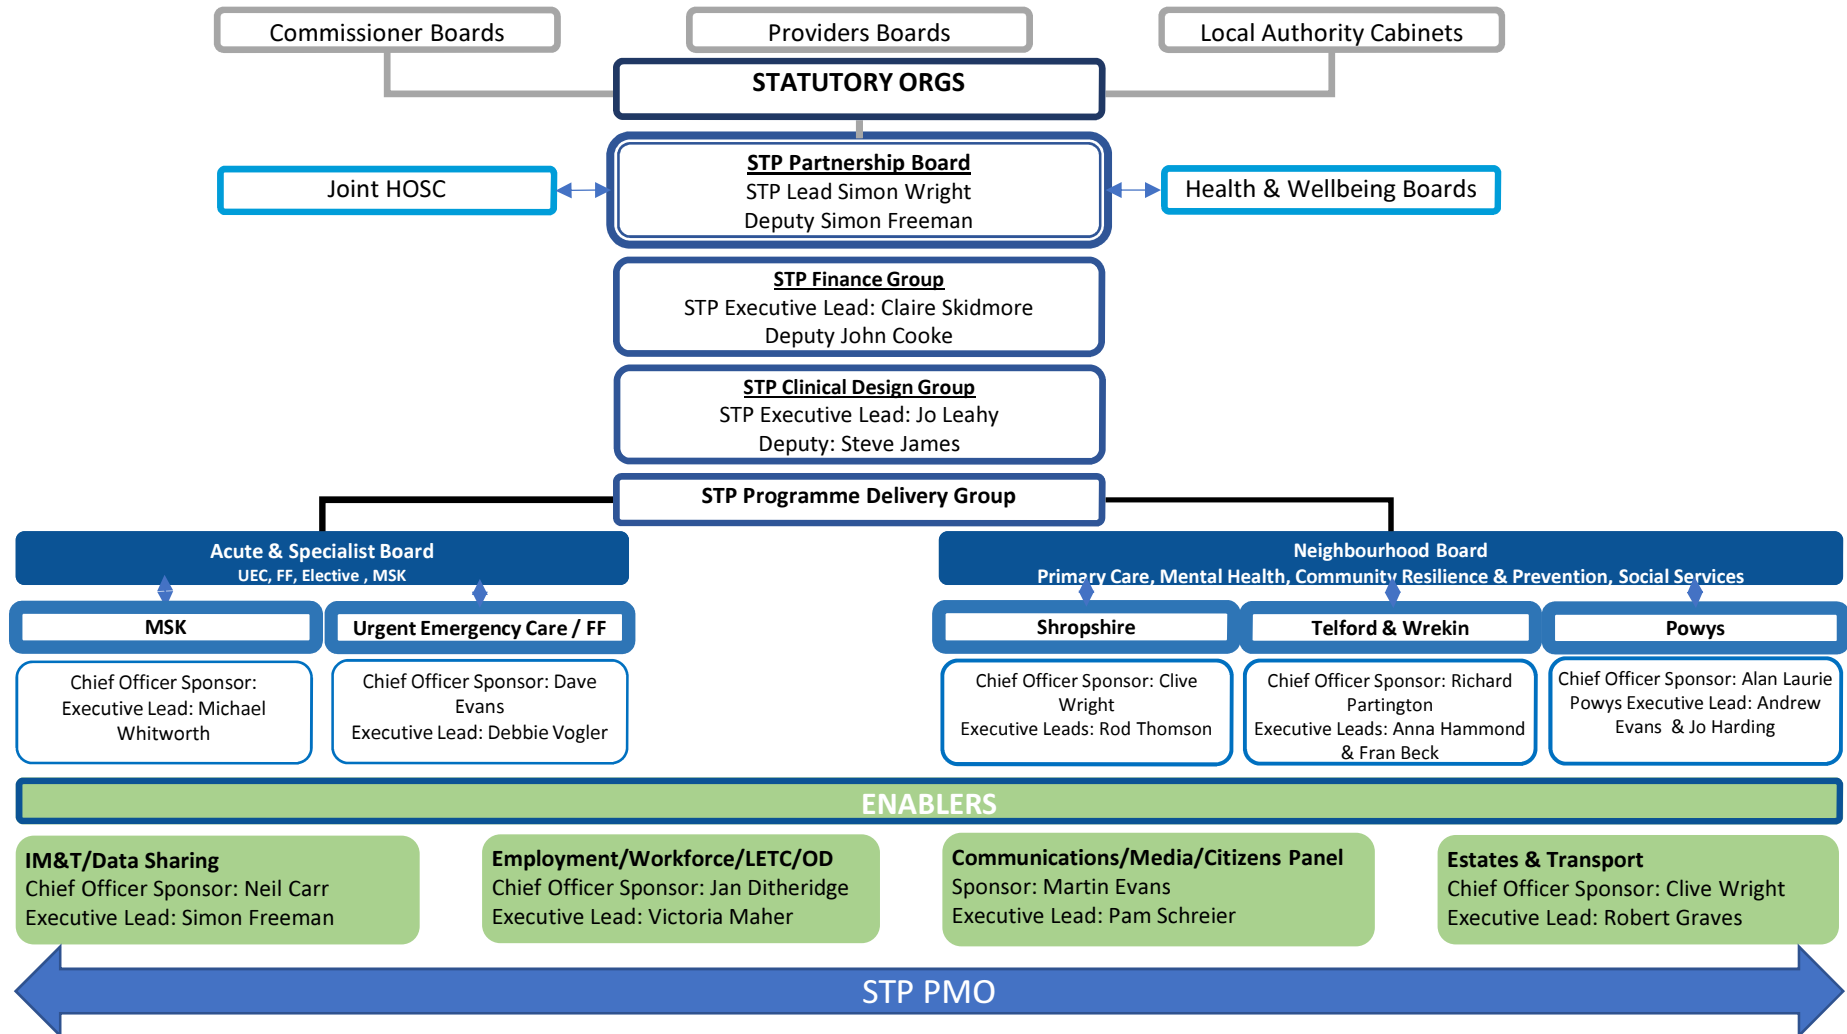 Commissioner Boards
Providers Boards
Local Authority Cabinets
STATUTORY ORGS
STP Partnership Board
STP Lead Simon Wright
Deputy Simon Freeman
Joint HOSC
Health & Wellbeing Boards
STP Finance Group
STP Executive Lead: Claire Skidmore
Deputy John Cooke
STP Clinical Design Group
STP Executive Lead: Jo Leahy
Deputy: Steve James
STP Programme Delivery Group
Acute & Specialist Board
UEC, FF, Elective , MSK
Neighbourhood Board
Primary Care, Mental Health, Community Resilience & Prevention, Social Services
MSK
Urgent Emergency Care / FF
Shropshire
Telford & Wrekin
Powys
Chief Officer Sponsor:
Executive Lead: Michael
Whitworth
Chief Officer Sponsor: Dave
Evans
Executive Lead: Debbie Vogler
Chief Officer Sponsor: Clive
Wright
Executive Leads: Rod Thomson
Chief Officer Sponsor: Richard
Partington
Executive Leads: Anna Hammond
& Fran Beck
Chief Officer Sponsor: Alan Laurie
Powys Executive Lead: Andrew
Evans  & Jo Harding
ENABLERS
IM&T/Data Sharing
Chief Officer Sponsor: Neil Carr
Executive Lead: Simon Freeman
Employment/Workforce/LETC/OD
Chief Officer Sponsor: Jan Ditheridge
Executive Lead: Victoria Maher
Communications/Media/Citizens Panel
Sponsor: Martin Evans
Executive Lead: Pam Schreier
Estates & Transport
Chief Officer Sponsor: Clive Wright
Executive Lead: Robert Graves
STP PMO